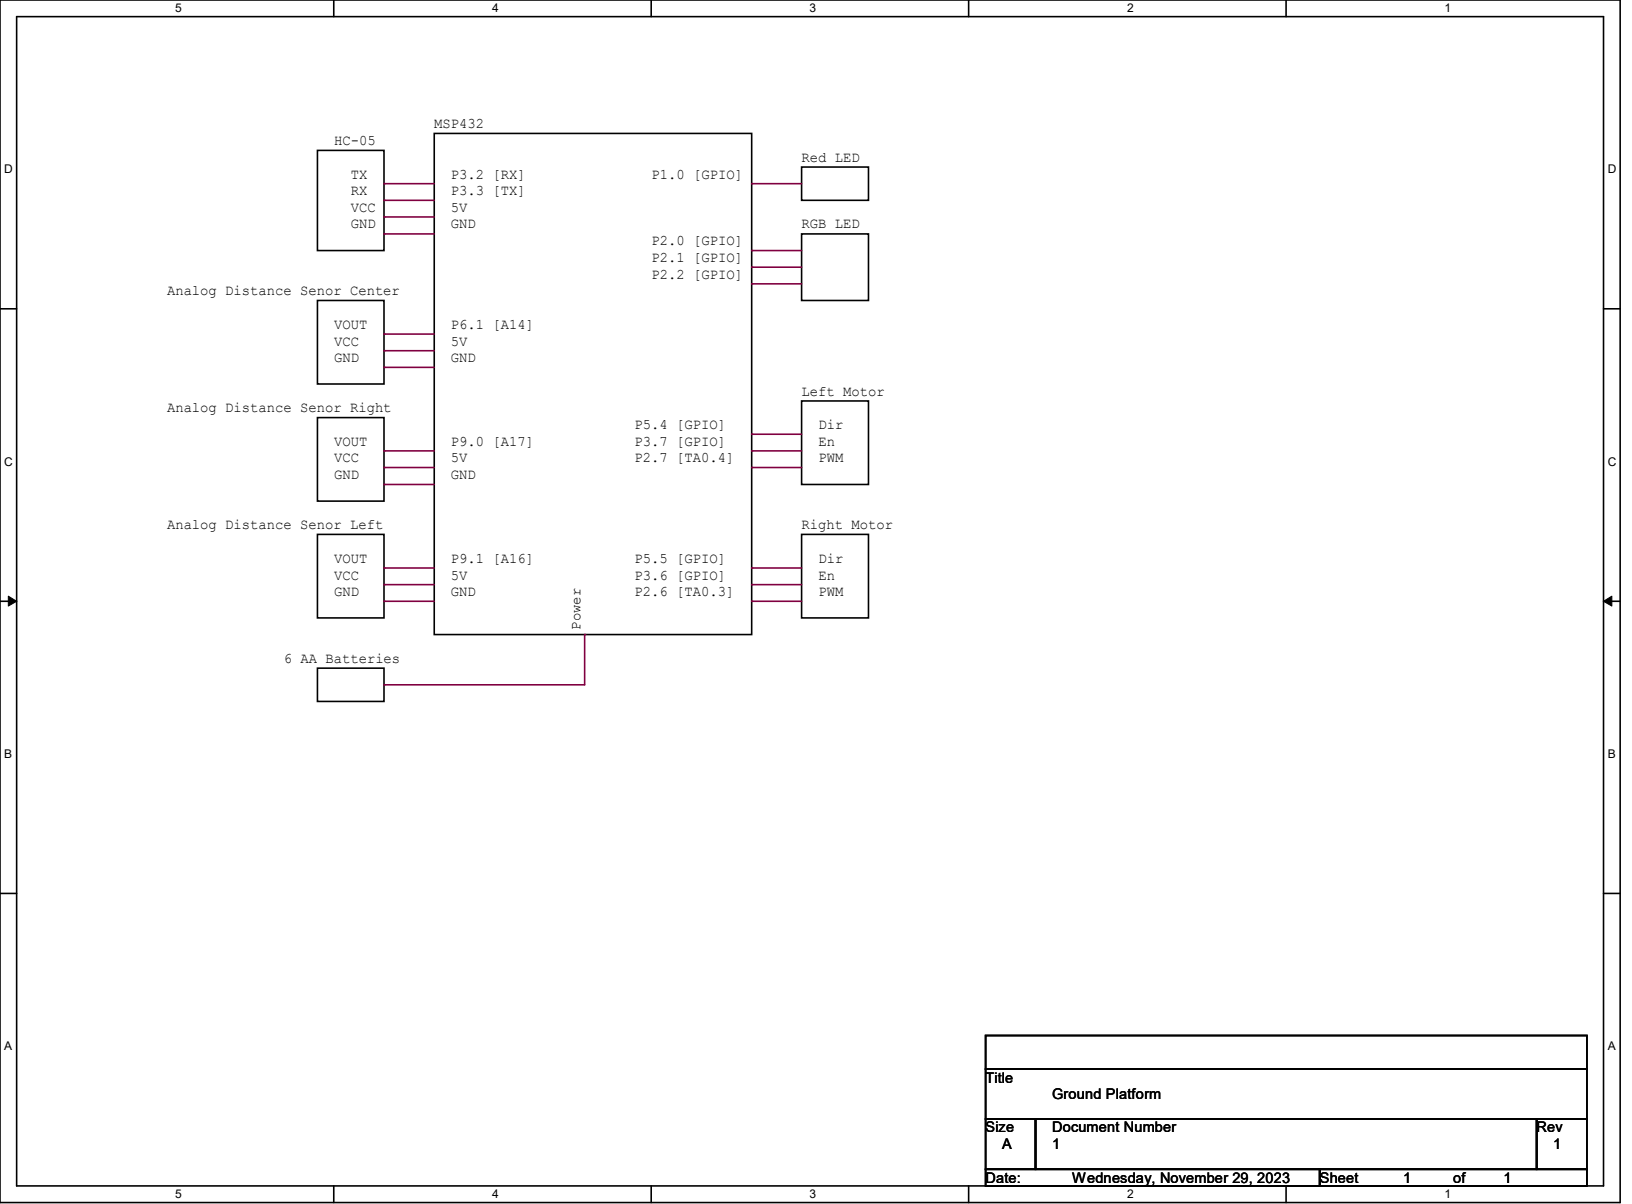 5 4 3 2 1
MSP432
HC-05
D D
Red LED
TX P3.2 [RX] P1.0 [GPIO]
RX P3.3 [TX]
VCC 5V
GND GND
RGB LED
P2.0 [GPIO]
P2.1 [GPIO]
P2.2 [GPIO]
Analog Distance Senor Center
VOUT P6.1 [A14]
VCC 5V
GND GND
Left Motor
Analog Distance Senor Right
P5.4 [GPIO] Dir
VOUT P9.0 [A17] P3.7 [GPIO] En
VCC 5V P2.7 [TA0.4] PWM
C C
GND GND
Analog Distance Senor Left Right Motor
VOUT P9.1 [A16] P5.5 [GPIO] Dir
VCC 5V P3.6 [GPIO] En
GND GND P2.6 [TA0.3] PWM
Power
6 AA Batteries
B B
A A
Title
Ground Platform
Size Document Number Rev
A 1 1
Date: Wednesday, November 29, 2023 Sheet 1 of 1
5 4 3 2 1